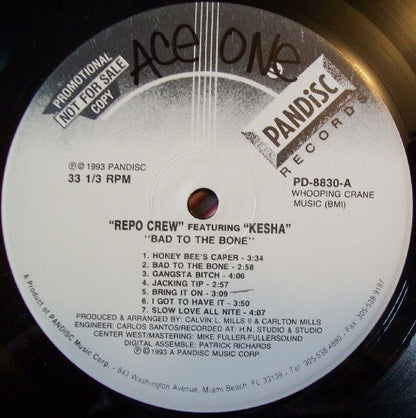 ACE ONE
PROMOTIONAL
NOT FOR SALE
COPY
PANDISC
RECORDS
℗ © 1993 PANDISC
33 1/3 RPM
PD-8830-A
WHOOPING CRANE
MUSIC (BMI)
"REPO CREW" FEATURING "KESHA"
"BAD TO THE BONE"
1. HONEY BEE'S CAPER - 3:34
2. BAD TO THE BONE - 2:58
3. GANGSTA BITCH - 4:06
4. JACKING TIP - 2:57
5. BRING IT ON - 3:09
6. I GOT TO HAVE IT - 3:50
7. SLOW LOVE ALL NITE - 4:07
PRODUCED & ARRANGED BY: CALVIN L. MILLS II & CARLTON MILLS
ENGINEER: CARLOS SANTOS/RECORDED AT: H.N. STUDIO & STUDIO
CENTER WEST/MASTERING: MIKE FULLER-FULLERSOUND
DIGITAL ASSEMBLE: PATRICK RICHARDS
℗ © 1993 A PANDISC MUSIC CORP.
A Product of PANDISC Music Corp. - 843 Washington Avenue, Miami Beach, FL 33139 - Tel. 305-538-4880 - Fax 305-538-9187